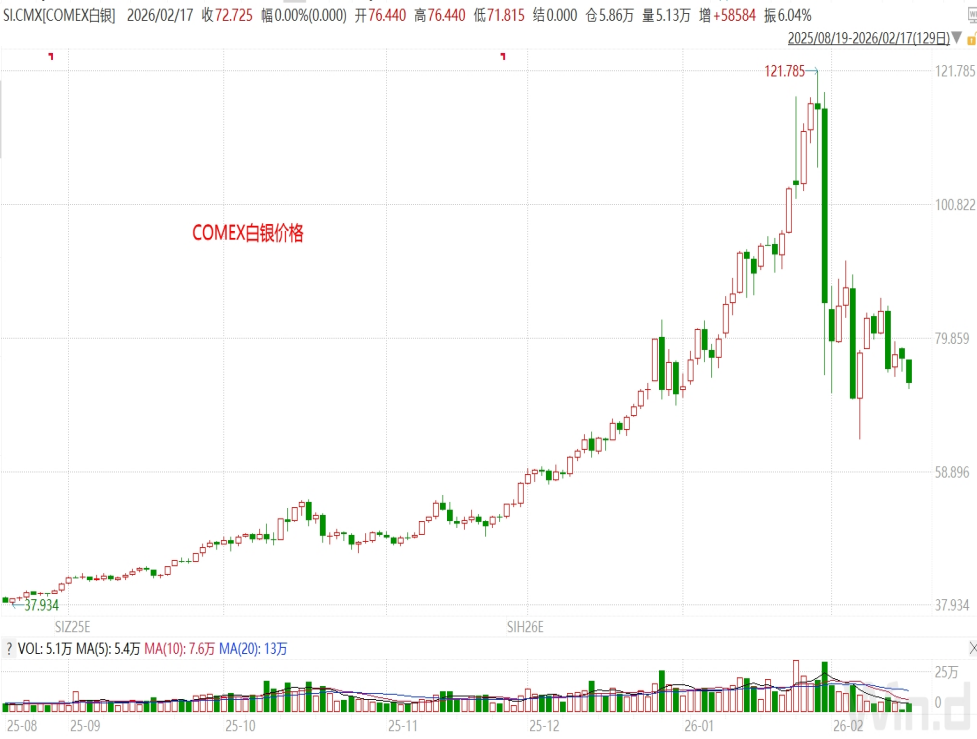 SI.CMX[COMEX白银] 2026/02/17 收72.725 幅0.00%(0.000) 开76.440 高76.440 低71.815 结0.000 仓5.86万 量5.13万 增+58584 振6.04%
2025/08/19-2026/02/17(129日)▼
121.785
121.785
100.822
COMEX白银价格
79.859
58.896
37.934
37.934
SIZ25E SIH26E
? VOL: 5.1万 MA(5): 5.4万 MA(10): 7.6万 MA(20): 13万
25万
0
25-08 25-09 25-10 25-11 25-12 26-01 26-02